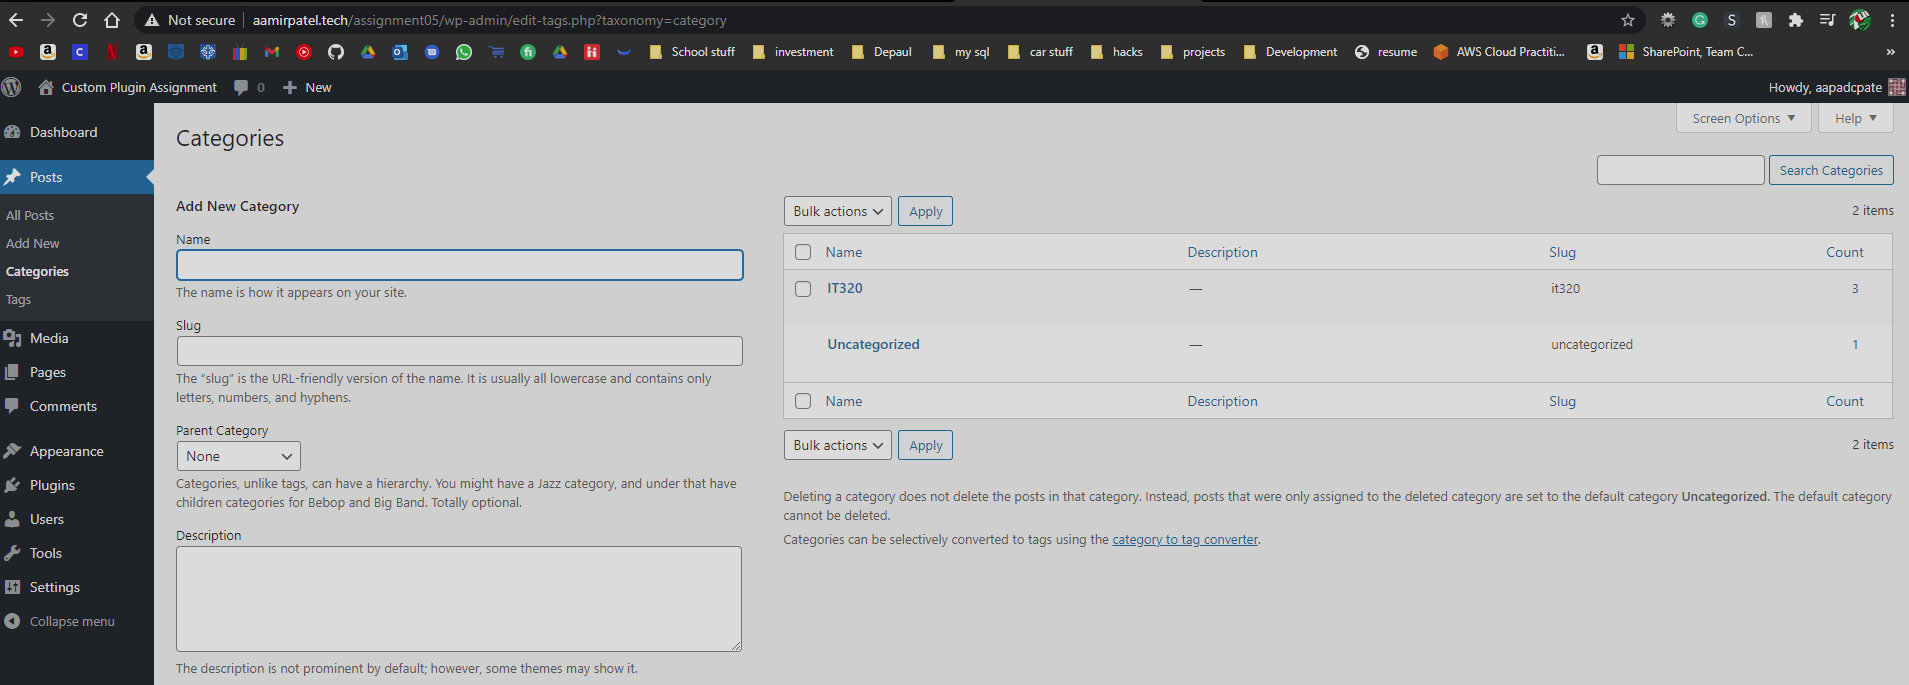 Not secure | aamirpatel.tech/assignment05/wp-admin/edit-tags.php?taxonomy=category
School stuff investment Depaul my sql car stuff hacks projects Development resume AWS Cloud Practiti... SharePoint, Team C... »
Custom Plugin Assignment 0 New Howdy, aapadcpate
Dashboard
Posts
All Posts
Add New
Categories
Tags
Media
Pages
Comments
Appearance
Plugins
Users
Tools
Settings
Collapse menu
Screen Options Help
Categories
Search Categories
Add New Category
Name
The name is how it appears on your site.
Slug
The “slug” is the URL-friendly version of the name. It is usually all lowercase and contains only
letters, numbers, and hyphens.
Parent Category
None
Categories, unlike tags, can have a hierarchy. You might have a Jazz category, and under that have
children categories for Bebop and Big Band. Totally optional.
Description
The description is not prominent by default; however, some themes may show it.
Bulk actions Apply 2 items
Name Description Slug Count
IT320 — it320 3
Uncategorized — uncategorized 1
Name Description Slug Count
Bulk actions Apply 2 items
Deleting a category does not delete the posts in that category. Instead, posts that were only assigned to the deleted category are set to the default category Uncategorized. The default category
cannot be deleted.
Categories can be selectively converted to tags using the category to tag converter.